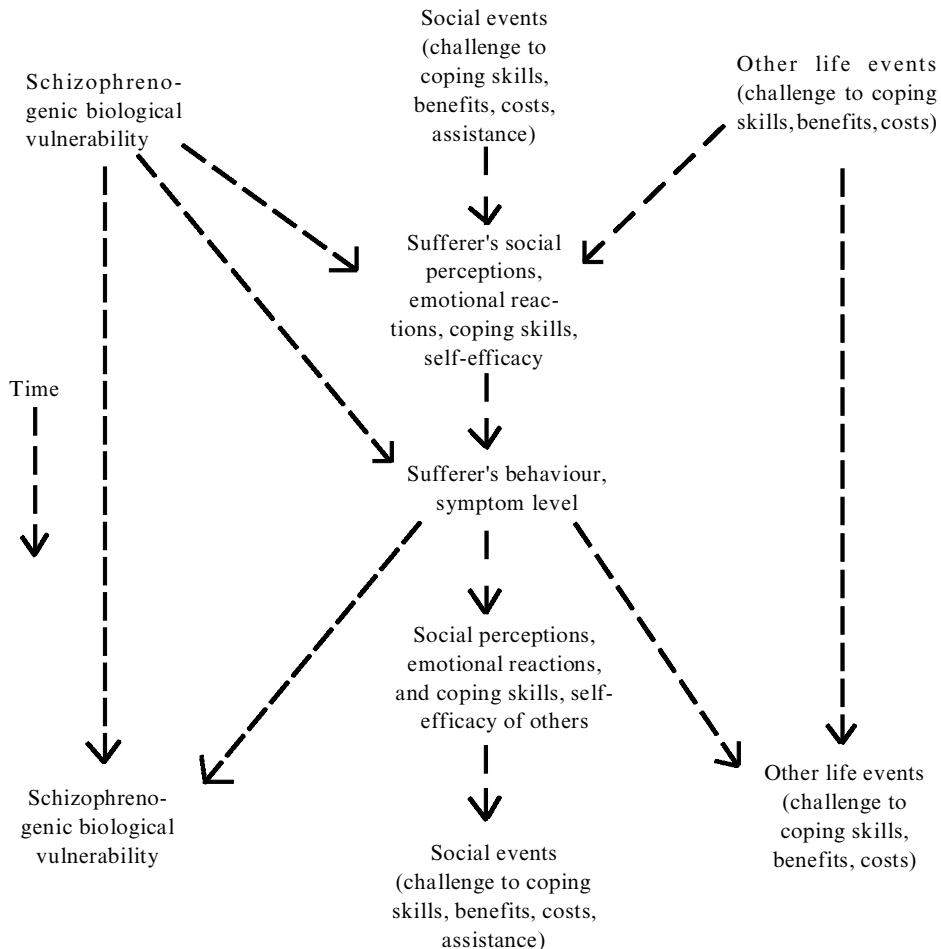 Social events
(challenge to
coping skills,
benefits, costs,
assistance)
Schizophreno-
genic biological
vulnerability
Other life events
(challenge to coping
skills, benefits, costs)
Sufferer's social
perceptions,
emotional reac-
tions, coping skills,
self-efficacy
Time
Sufferer's behaviour,
symptom level
Social perceptions,
emotional reactions,
and coping skills, self-
efficacy of others
Schizophreno-
genic biological
vulnerability
Other life events
(challenge to
coping skills,
benefits, costs)
Social events
(challenge to coping
skills, benefits, costs,
assistance)